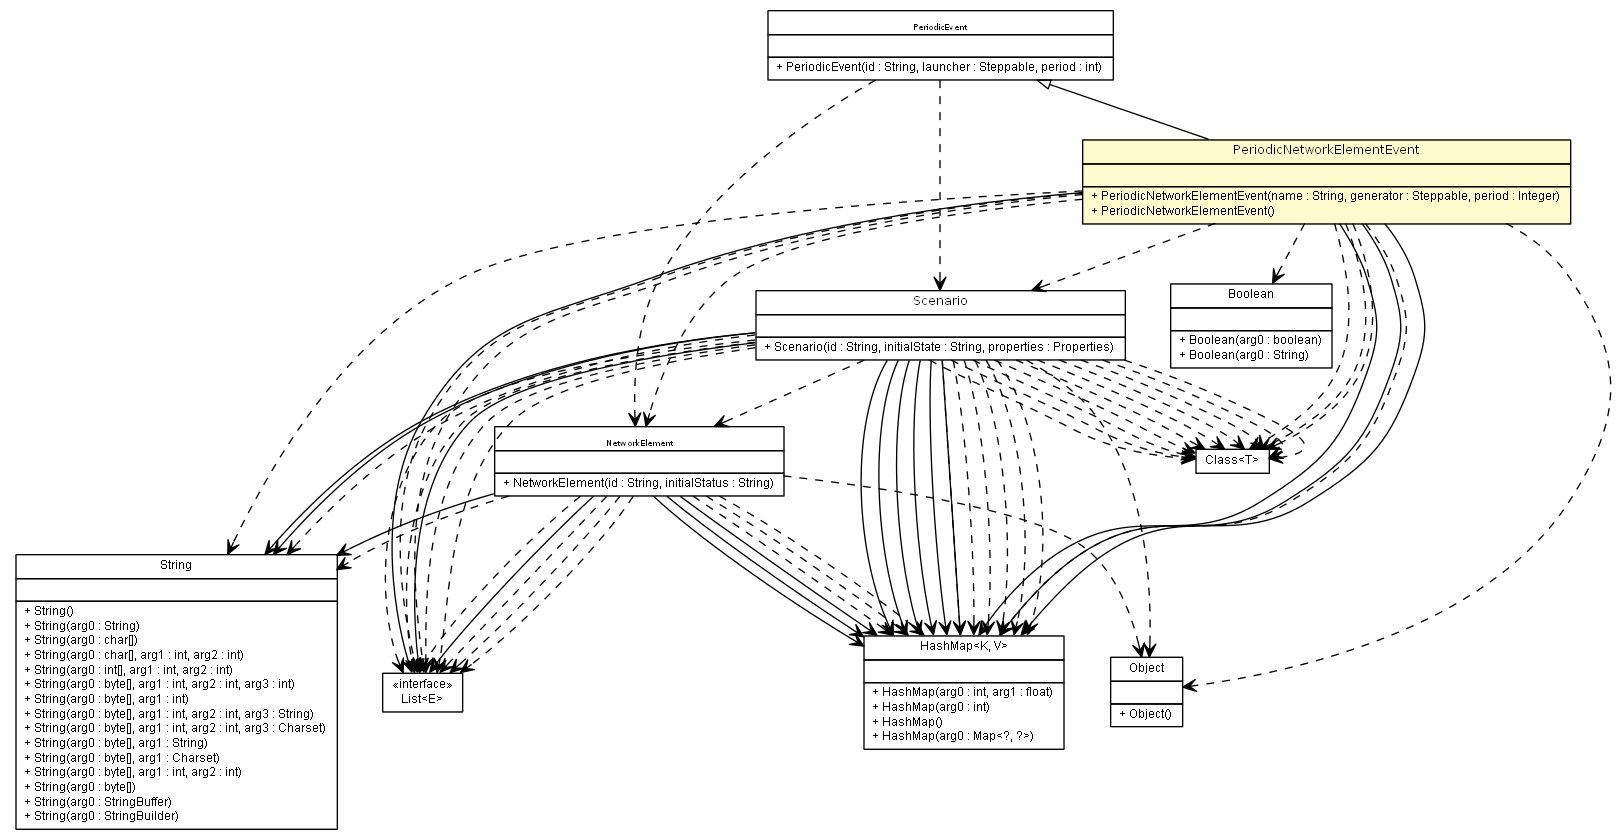 PeriodicEvent
+ PeriodicEvent(id : String, launcher : Steppable, period : int)
PeriodicNetworkElementEvent
+ PeriodicNetworkElementEvent(name : String, generator : Steppable, period : Integer)
+ PeriodicNetworkElementEvent()
Scenario
+ Scenario(id : String, initialState : String, properties : Properties)
Boolean
+ Boolean(arg0 : boolean)
+ Boolean(arg0 : String)
NetworkElement
+ NetworkElement(id : String, initialStatus : String)
Class<T>
String
+ String()
+ String(arg0 : String)
+ String(arg0 : char[])
+ String(arg0 : char[], arg1 : int, arg2 : int)
+ String(arg0 : int[], arg1 : int, arg2 : int)
+ String(arg0 : byte[], arg1 : int, arg2 : int, arg3 : int)
+ String(arg0 : byte[], arg1 : int)
+ String(arg0 : byte[], arg1 : int, arg2 : int, arg3 : String)
+ String(arg0 : byte[], arg1 : int, arg2 : int, arg3 : Charset)
+ String(arg0 : byte[], arg1 : String)
+ String(arg0 : byte[], arg1 : Charset)
+ String(arg0 : byte[], arg1 : int, arg2 : int)
+ String(arg0 : byte[])
+ String(arg0 : StringBuffer)
+ String(arg0 : StringBuilder)
«interface»
List<E>
HashMap<K, V>
+ HashMap(arg0 : int, arg1 : float)
+ HashMap(arg0 : int)
+ HashMap()
+ HashMap(arg0 : Map<?, ?>)
Object
+ Object()